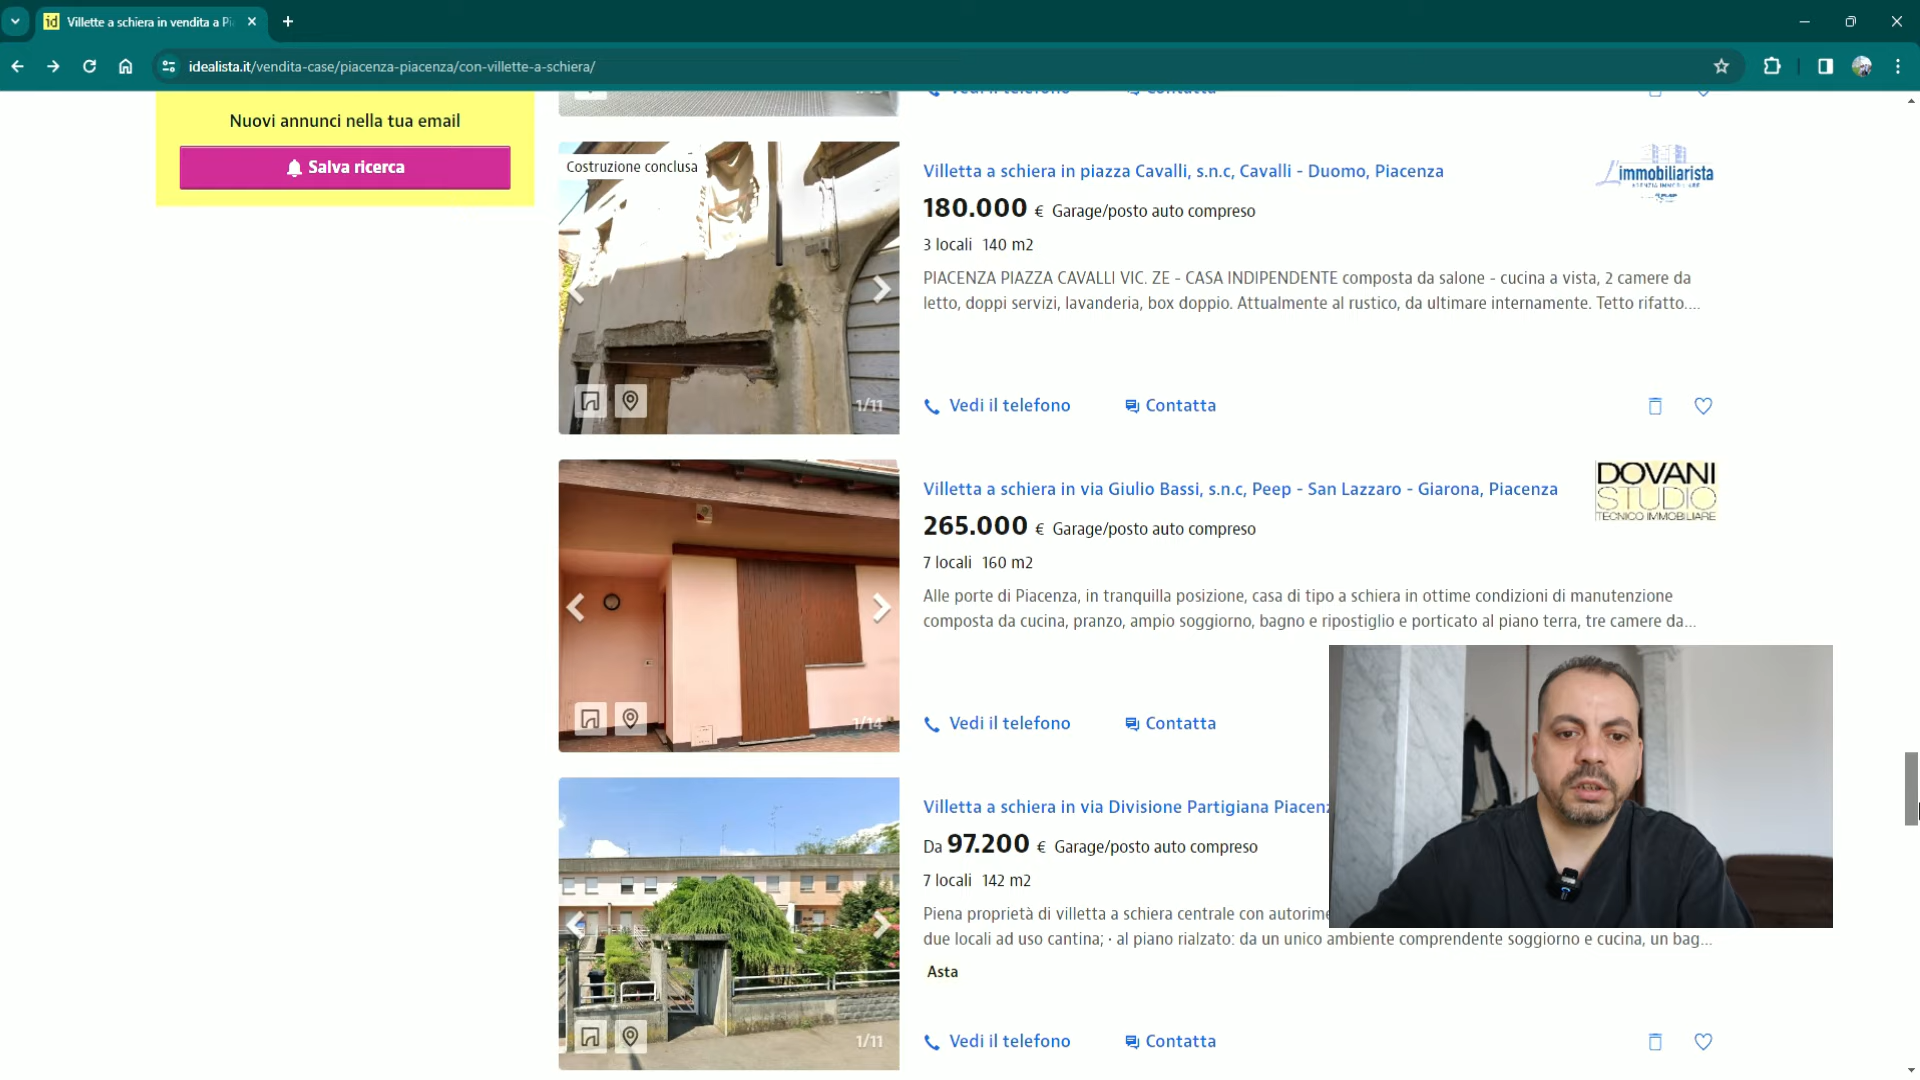 Villette a schiera in vendita a Pi
idealista.it/vendita-case/piacenza-piacenza/con-villette-a-schiera/
Nuovi annunci nella tua email
Salva ricerca
Vedi il telefono
Contatta
Costruzione conclusa
1/11
Villetta a schiera in piazza Cavalli, s.n.c, Cavalli - Duomo, Piacenza
180.000 € Garage/posto auto compreso
3 locali 140 m2
PIACENZA PIAZZA CAVALLI VIC. ZE - CASA INDIPENDENTE composta da salone - cucina a vista, 2 camere da
letto, doppi servizi, lavanderia, box doppio. Attualmente al rustico, da ultimare internamente. Tetto rifatto....
Vedi il telefono
Contatta
L'immobiliarista
AGENZIA IMMOBILIARE
1/14
Villetta a schiera in via Giulio Bassi, s.n.c, Peep - San Lazzaro - Giarona, Piacenza
265.000 € Garage/posto auto compreso
7 locali 160 m2
Alle porte di Piacenza, in tranquilla posizione, casa di tipo a schiera in ottime condizioni di manutenzione
composta da cucina, pranzo, ampio soggiorno, bagno e ripostiglio e porticato al piano terra, tre camere da...
Vedi il telefono
Contatta
DOVANI
STUDIO
TECNICO IMMOBILIARE
1/11
Villetta a schiera in via Divisione Partigiana Piacenz
Da 97.200 € Garage/posto auto compreso
7 locali 142 m2
Piena proprietà di villetta a schiera centrale con autorime
due locali ad uso cantina; · al piano rialzato: da un unico ambiente comprendente soggiorno e cucina, un bag...
Asta
Vedi il telefono
Contatta